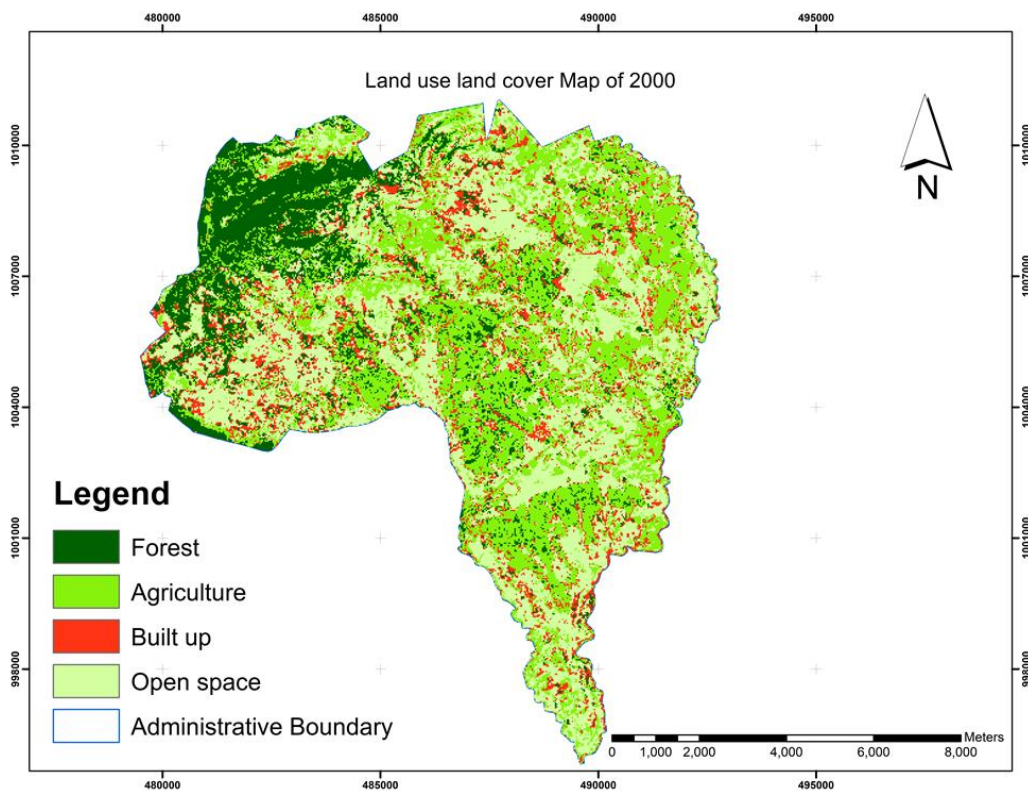 480000 485000 490000 495000
Land use land cover Map of 2000
N
1010000 1010000
1007000 1007000
1004000 1004000
1001000 1001000
998000 998000
Legend
Forest
Agriculture
Built up
Open space
Administrative Boundary
Meters
0 1,000 2,000 4,000 6,000 8,000
480000 485000 490000 495000